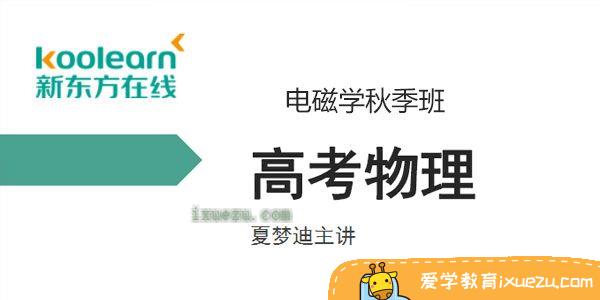 koolearn
新东方在线
电磁学秋季班
高考物理
ixuezu.com
夏梦迪主讲
爱学教育ixuezu.com